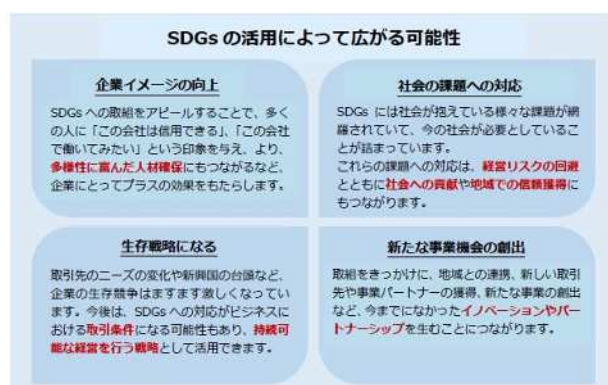 SDGs の活用によって広がる可能性
企業イメージの向上
SDGs への取組をアピールすることで、多く
の人に「この会社は信用できる」、「この会社
で働いてみたい」という印象を与え、より、
多様性に富んだ人材確保にもつながるなど、
企業にとってプラスの効果をもたらします。
社会の課題への対応
SDGs には社会が抱えている様々な課題が網
羅されていて、今の社会が必要としているこ
とが詰まっています。
これらの課題への対応は、経営リスクの回避
とともに社会への貢献や地域での信頼獲得に
もつながります。
生存戦略になる
取引先のニーズの変化や新興国の台頭など、
企業の生存競争はますます激しくなってい
ます。今後は、SDGs への対応がビジネスに
おける取引条件になる可能性もあり、持続可
能な経営を行う戦略として活用できます。
新たな事業機会の創出
取組をきっかけに、地域との連携、新しい取引
先や事業パートナーの獲得、新たな事業の創出
など、今までになかったイノベーションやパー
トナーシップを生むことにつながります。